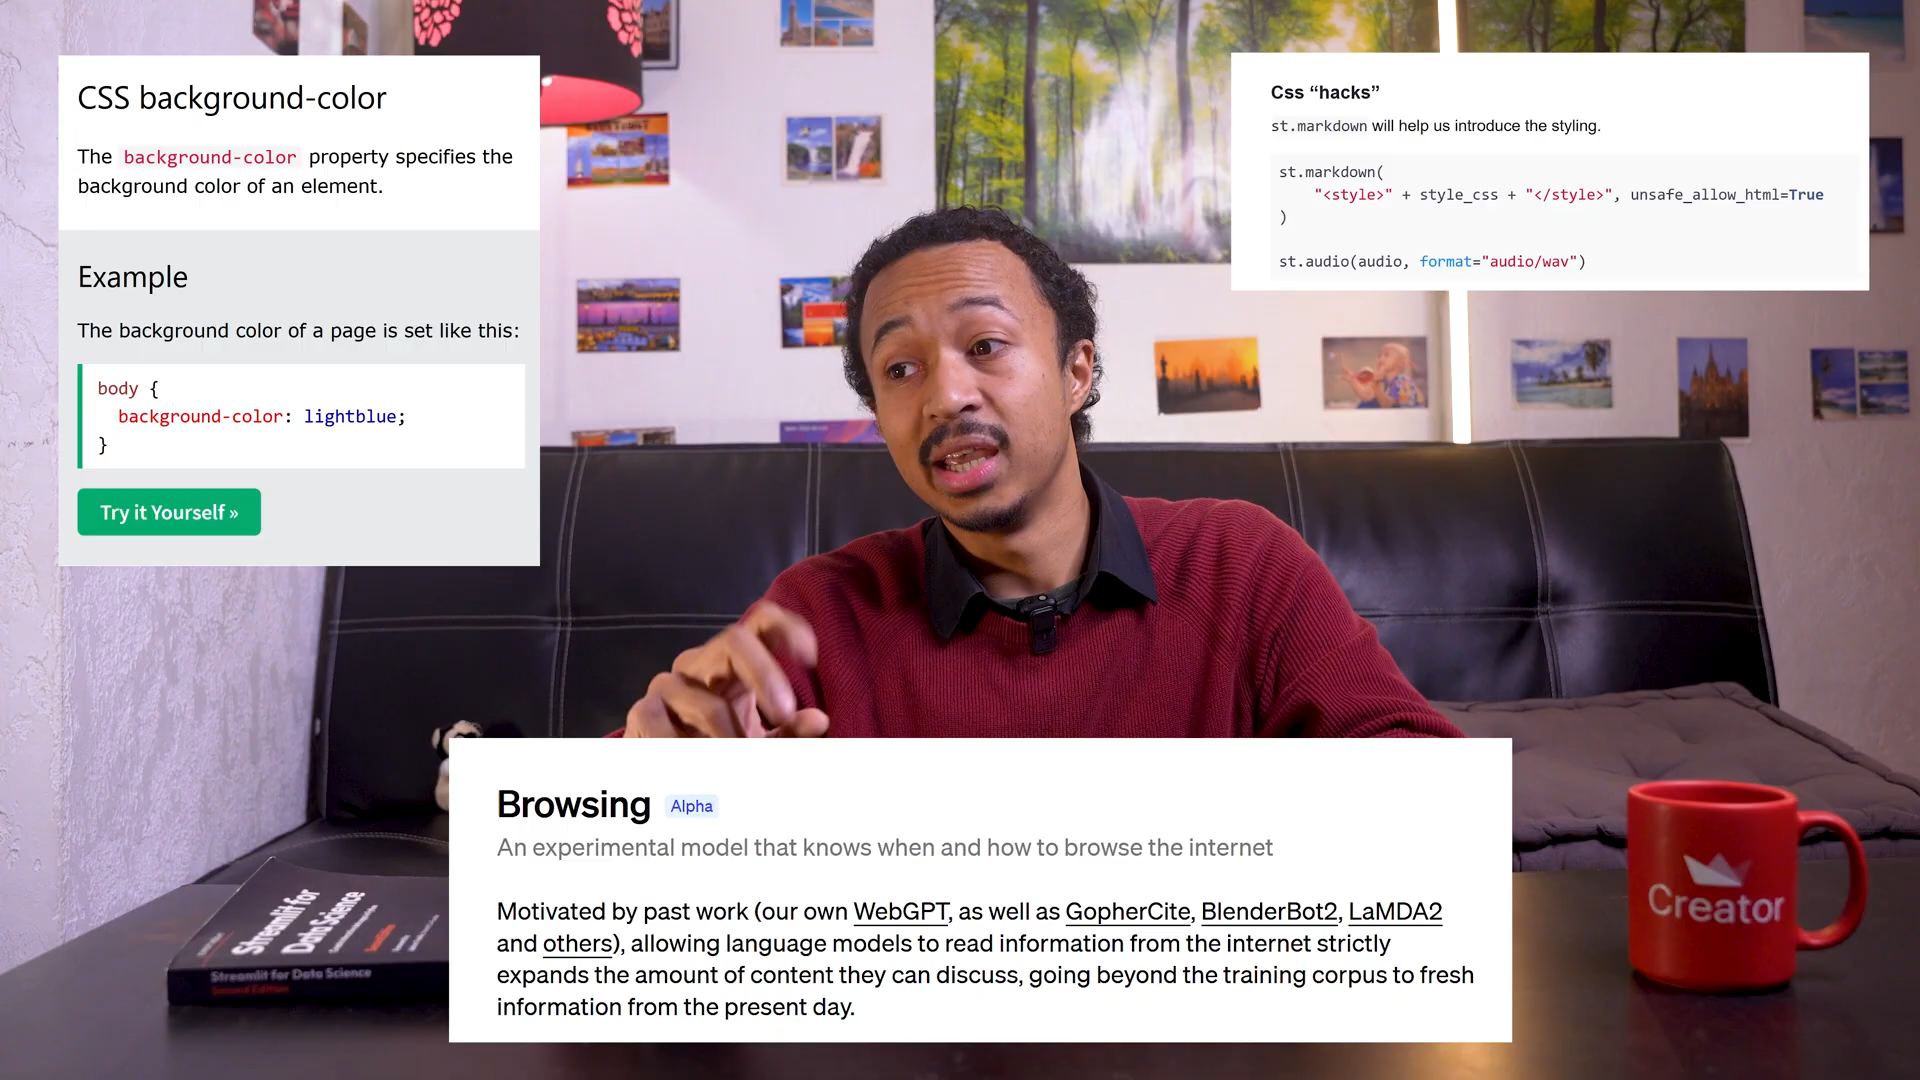 CSS background-color
The background-color property specifies the
background color of an element.
Example
The background color of a page is set like this:
body {
background-color: lightblue;
}
Try it Yourself »
Css “hacks”
st.markdown will help us introduce the styling.
st.markdown(
"<style>" + style_css + "</style>", unsafe_allow_html=True
)
st.audio(audio, format="audio/wav")
Browsing Alpha
An experimental model that knows when and how to browse the internet
Motivated by past work (our own WebGPT, as well as GopherCite, BlenderBot2, LaMDA2
and others), allowing language models to read information from the internet strictly
expands the amount of content they can discuss, going beyond the training corpus to fresh
information from the present day.
Streamlit for
Data Science
Streamlit for Data Science
Second Edition
Creator